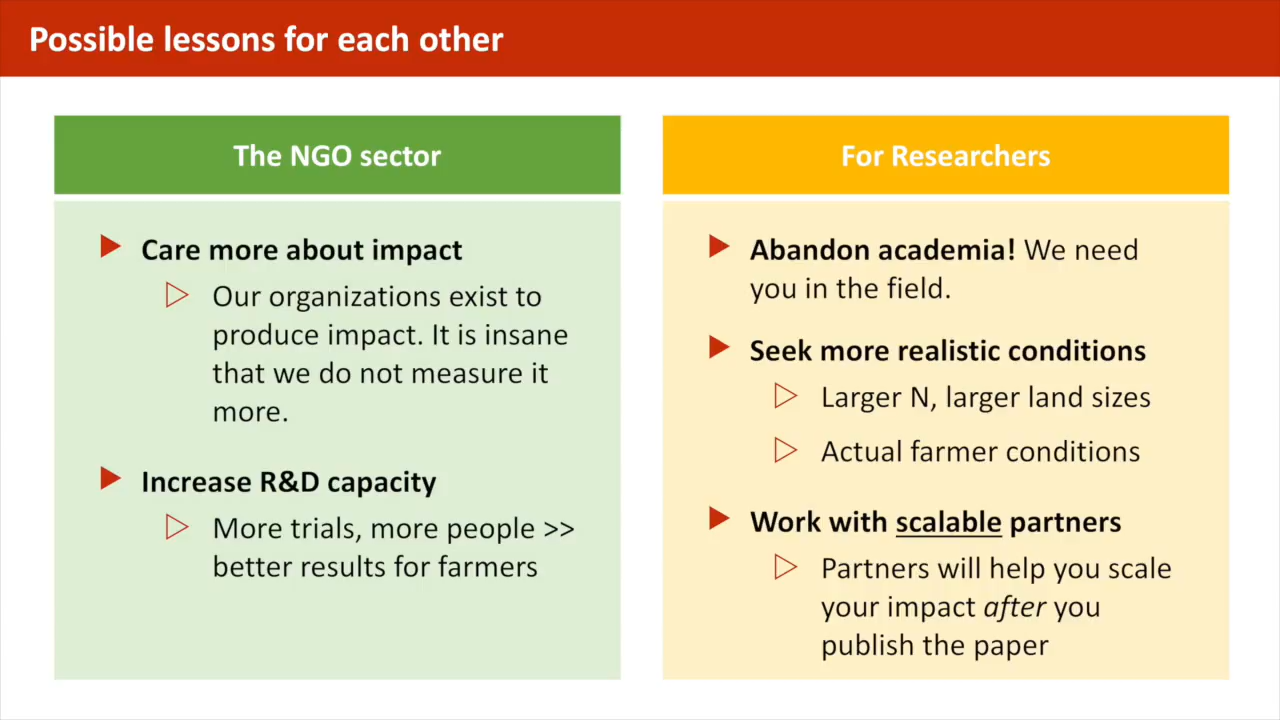 Possible lessons for each other
The NGO sector
Care more about impact
Our organizations exist to
produce impact. It is insane
that we do not measure it
more.
Increase R&D capacity
More trials, more people >>
better results for farmers
For Researchers
Abandon academia! We need
you in the field.
Seek more realistic conditions
Larger N, larger land sizes
Actual farmer conditions
Work with scalable partners
Partners will help you scale
your impact after you
publish the paper